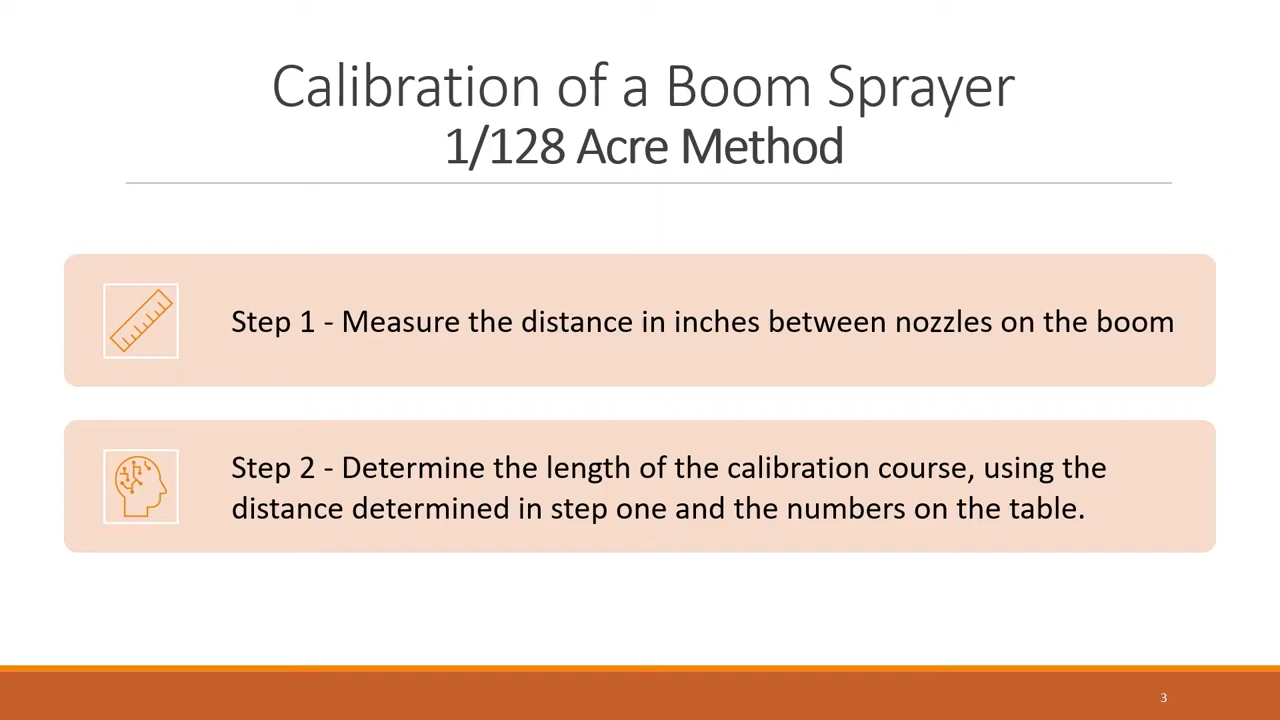 Calibration of a Boom Sprayer
1/128 Acre Method
Step 1 - Measure the distance in inches between nozzles on the boom
Step 2 - Determine the length of the calibration course, using the
distance determined in step one and the numbers on the table.
3